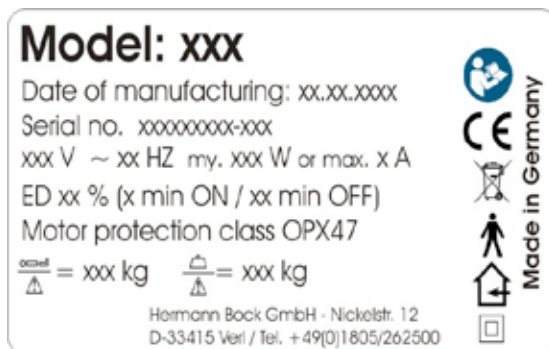 Model: xxx
Date of manufacturing: xx.xx.xxxx
Serial no. xxxxxxxxx-xxx
xxx V ~ xx HZ my. xxx W or max. x A
ED xx % (x min ON / xx min OFF)
Motor protection class OPX47
= xxx kg = xxx kg
Hermann Bock GmbH - Nickelstr. 12
D-33415 Verl / Tel. +49(0)1805/262500
CE
Made in Germany